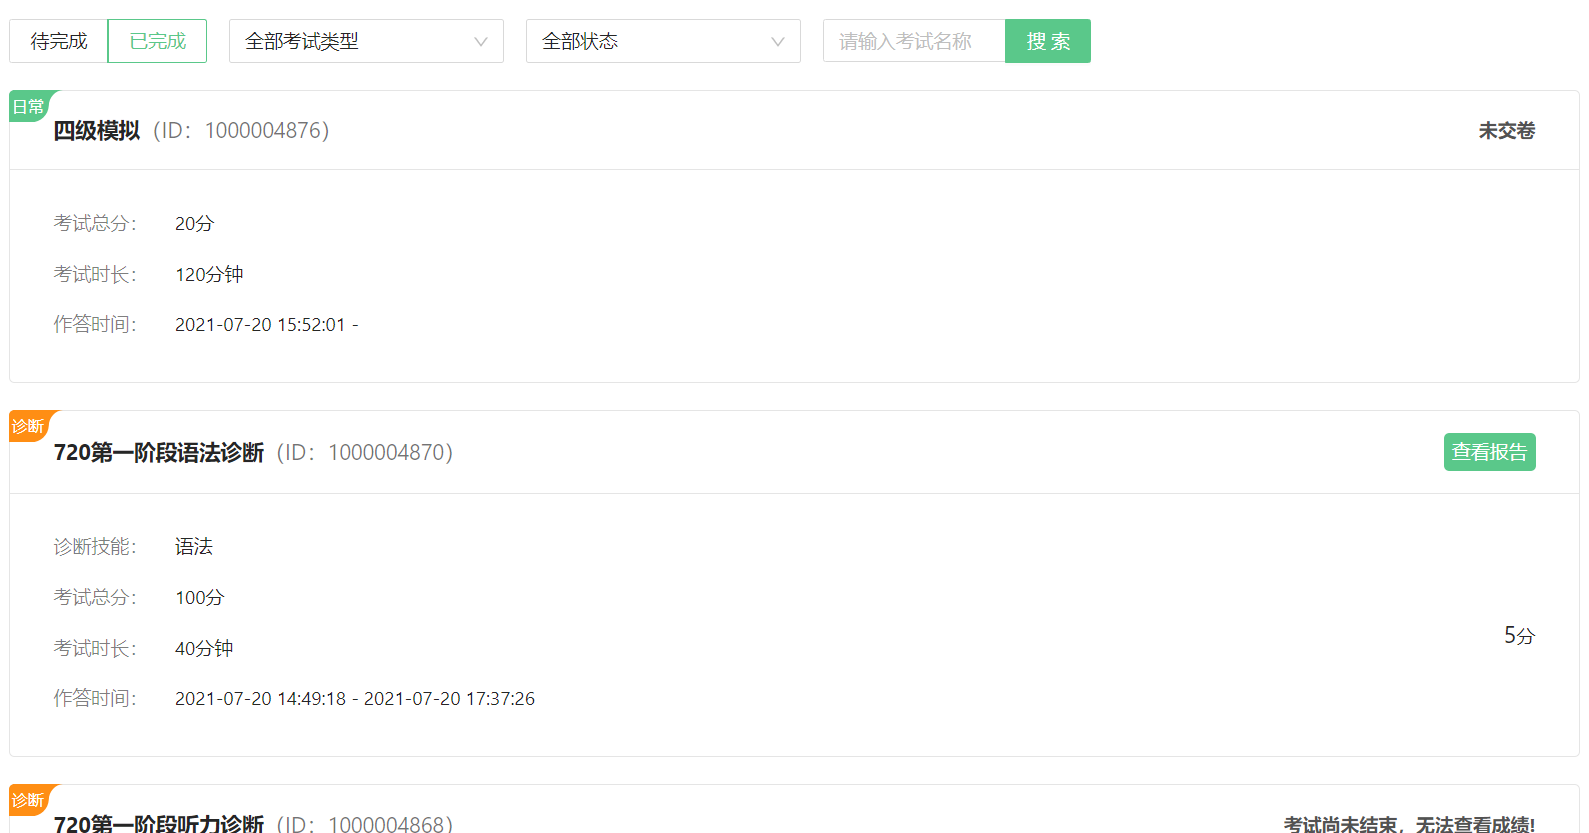 待完成 已完成 全部考试类型 全部状态 请输入考试名称 搜 索
日常
四级模拟（ID：1000004876） 未交卷
考试总分： 20分
考试时长： 120分钟
作答时间： 2021-07-20 15:52:01 -
诊断
720第一阶段语法诊断（ID：1000004870） 查看报告
诊断技能： 语法
考试总分： 100分
考试时长： 40分钟
5分
作答时间： 2021-07-20 14:49:18 - 2021-07-20 17:37:26
诊断
720第一阶段听力诊断（ID：1000004868） 考试尚未结束，无法查看成绩!